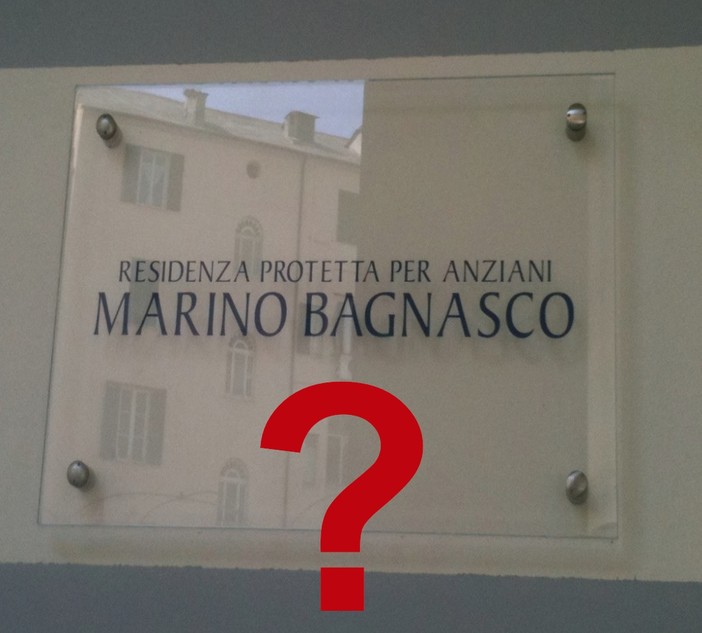 RESIDENZA PROTETTA PER ANZIANI
MARINO BAGNASCO
?